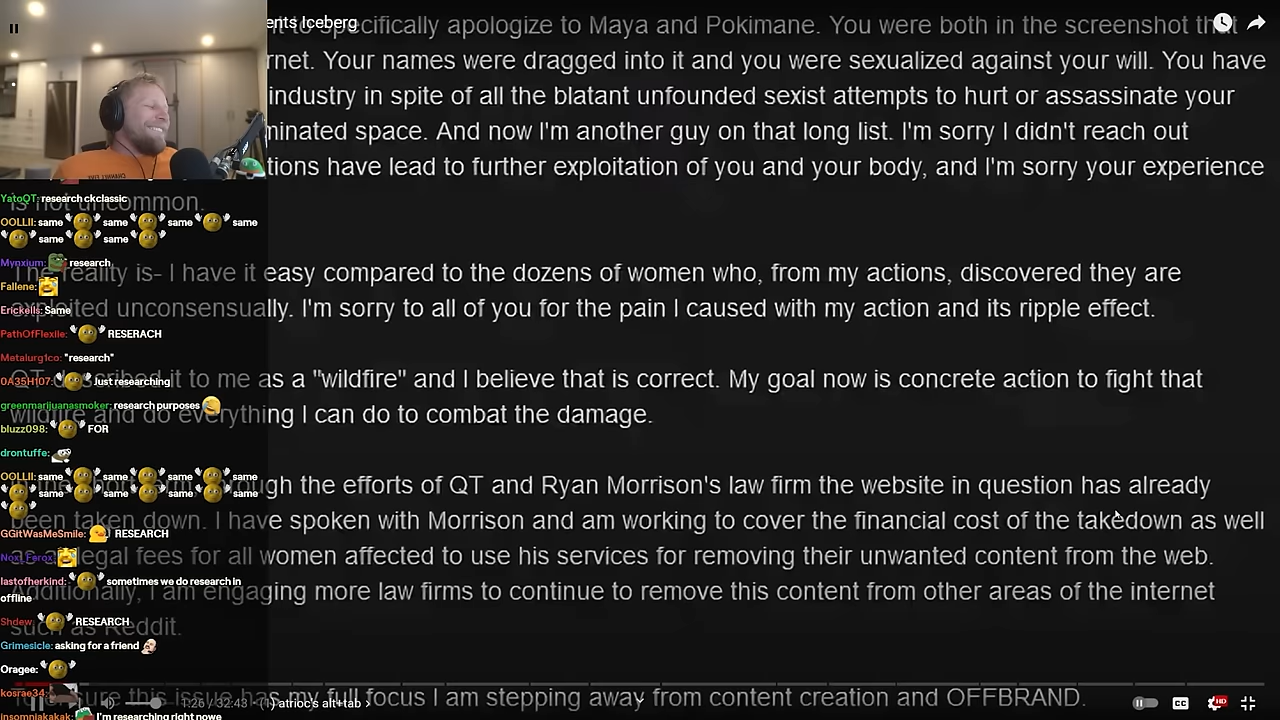 ents Iceberg
it to specifically apologize to Maya and Pokimane. You were both in the screenshot that
rnet. Your names were dragged into it and you were sexualized against your will. You have
industry in spite of all the blatant unfounded sexist attempts to hurt or assassinate your
minated space. And now I'm another guy on that long list. I'm sorry I didn't reach out
tions have lead to further exploitation of you and your body, and I'm sorry your experience
is not uncommon.
The reality is- I have it easy compared to the dozens of women who, from my actions, discovered they are
exploited unconsensually. I'm sorry to all of you for the pain I caused with my action and its ripple effect.
QT described it to me as a "wildfire" and I believe that is correct. My goal now is concrete action to fight that
wildfire and do everything I can do to combat the damage.
ugh the efforts of QT and Ryan Morrison's law firm the website in question has already
been taken down. I have spoken with Morrison and am working to cover the financial cost of the takedown as well
as legal fees for all women affected to use his services for removing their unwanted content from the web.
Additionally, I am engaging more law firms to continue to remove this content from other areas of the internet
such as Reddit.
sure this issue has my full focus I am stepping away from content creation and OFFBRAND.
YatoQT: research ckclassic
OOLLII: same same same same
same same
Mynxium: research
Fallene:
Erickells: Same
PathOfFlexile: RESERACH
Metalurg1co: "research"
0A35H107: Just researching
greenmarijuanasmoker: research purposes
bluzz098: FOR
drontuffe:
OOLLII: same same same same
same same same
GGitWasMeSmile: RESEARCH
Nox_Ferox:
lastofherkind: sometimes we do research in
offline
Shdew: RESEARCH
Grimesicle: asking for a friend
Oragee:
kosrae34:
insomniakakak: I'm researching right nowe
1:26 / 32:43 · (1) atrioc's alt+tab ›
CC
HD